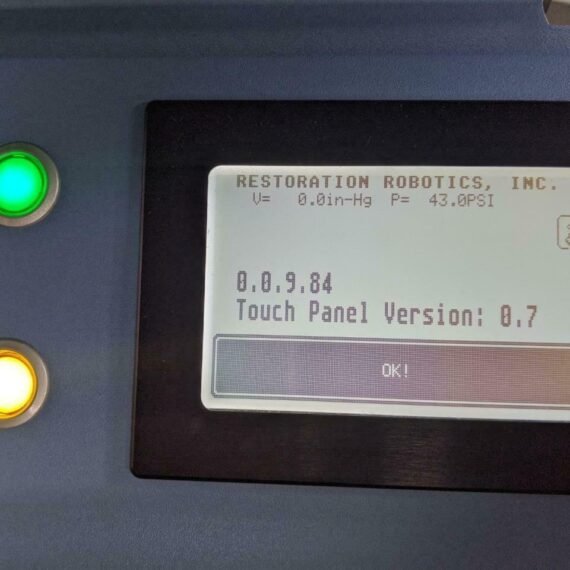 RESTORATION ROBOTICS, INC.
V= 0.0in-Hg P= 43.0PSI
0.0.9.84
Touch Panel Version: 0.7
OK!